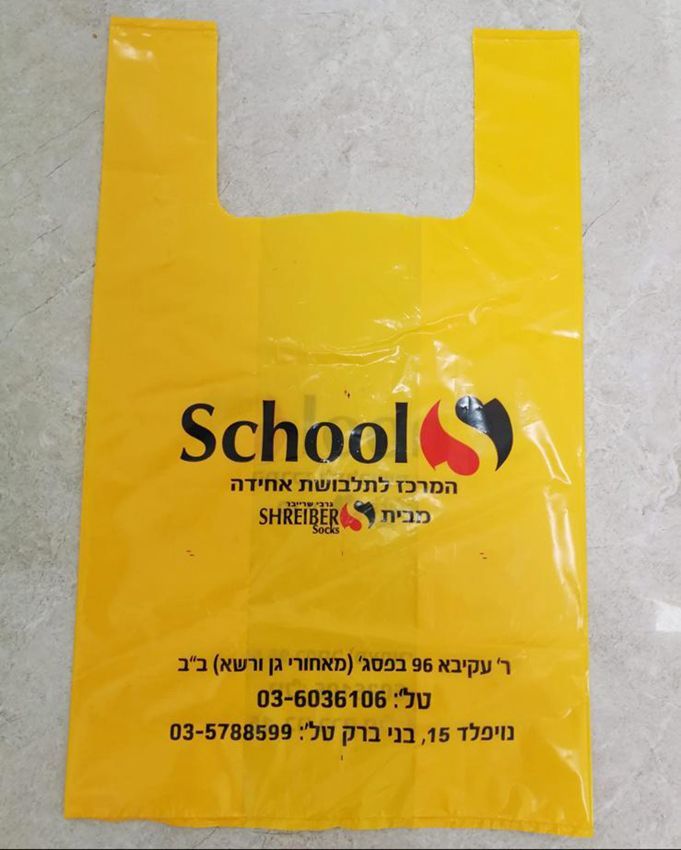 School
המרכז לתלבושת אחידה
מבית
גרבי שרייבר
SHREIBER
Socks
ר' עקיבא 96 בפסג' (מאחורי גן ורשא) ב"ב
טל': 03-6036106
נויפלד 15, בני ברק טל': 03-5788599